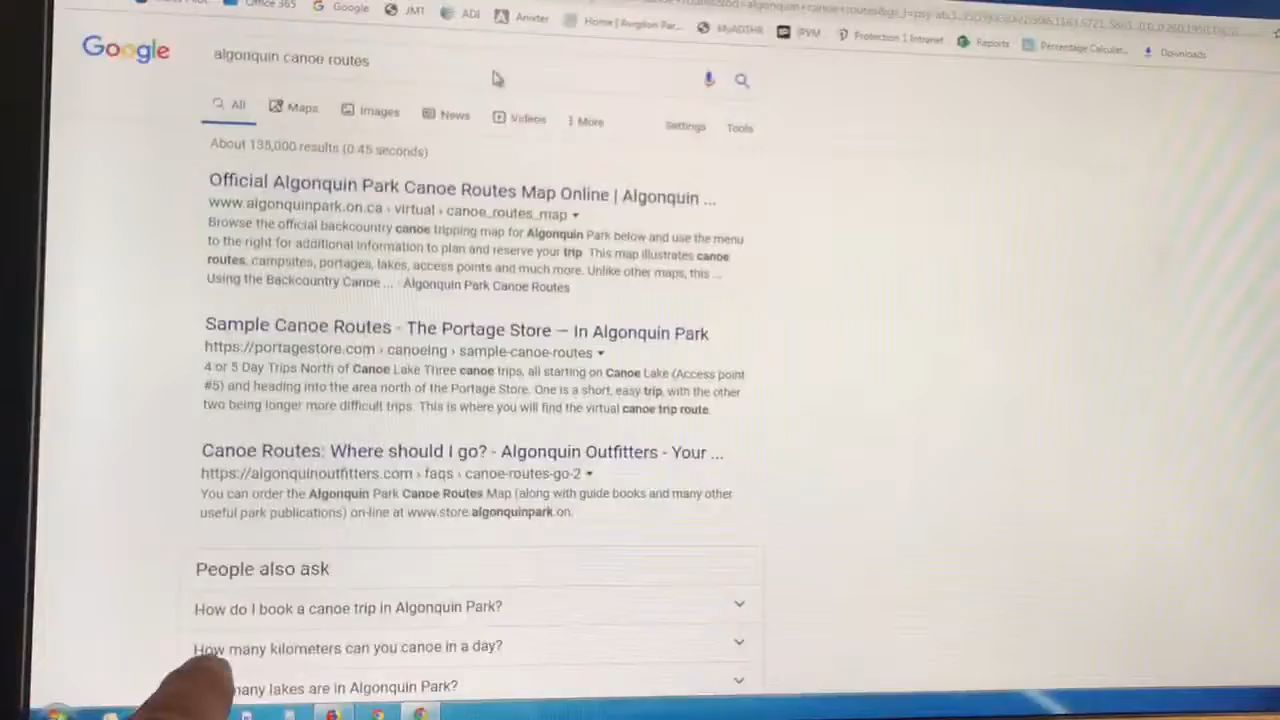 Office 365 Google JMT ADI Anixter Home | Avigilon Par... MyADTHR PVM Protection 1 Intranet Reports Percentage Calculat... Downloads
Google
algonquin canoe routes
All Maps Images News Videos More Settings Tools
About 135,000 results (0.45 seconds)
Official Algonquin Park Canoe Routes Map Online | Algonquin ...
www.algonquinpark.on.ca › virtual › canoe_routes_map
Browse the official backcountry canoe tripping map for Algonquin Park below and use the menu
to the right for additional information to plan and reserve your trip. This map illustrates canoe
routes, campsites, portages, lakes, access points and much more. Unlike other maps, this ...
Using the Backcountry Canoe ... · Algonquin Park Canoe Routes
Sample Canoe Routes - The Portage Store — In Algonquin Park
https://portagestore.com › canoeing › sample-canoe-routes
4 or 5 Day Trips North of Canoe Lake Three canoe trips, all starting on Canoe Lake (Access point
#5) and heading into the area north of the Portage Store. One is a short, easy trip, with the other
two being longer more difficult trips. This is where you will find the virtual canoe trip route.
Canoe Routes: Where should I go? - Algonquin Outfitters - Your ...
https://algonquinoutfitters.com › faqs › canoe-routes-go-2
You can order the Algonquin Park Canoe Routes Map (along with guide books and many other
useful park publications) on-line at www.store.algonquinpark.on.
People also ask
How do I book a canoe trip in Algonquin Park?
How many kilometers can you canoe in a day?
many lakes are in Algonquin Park?